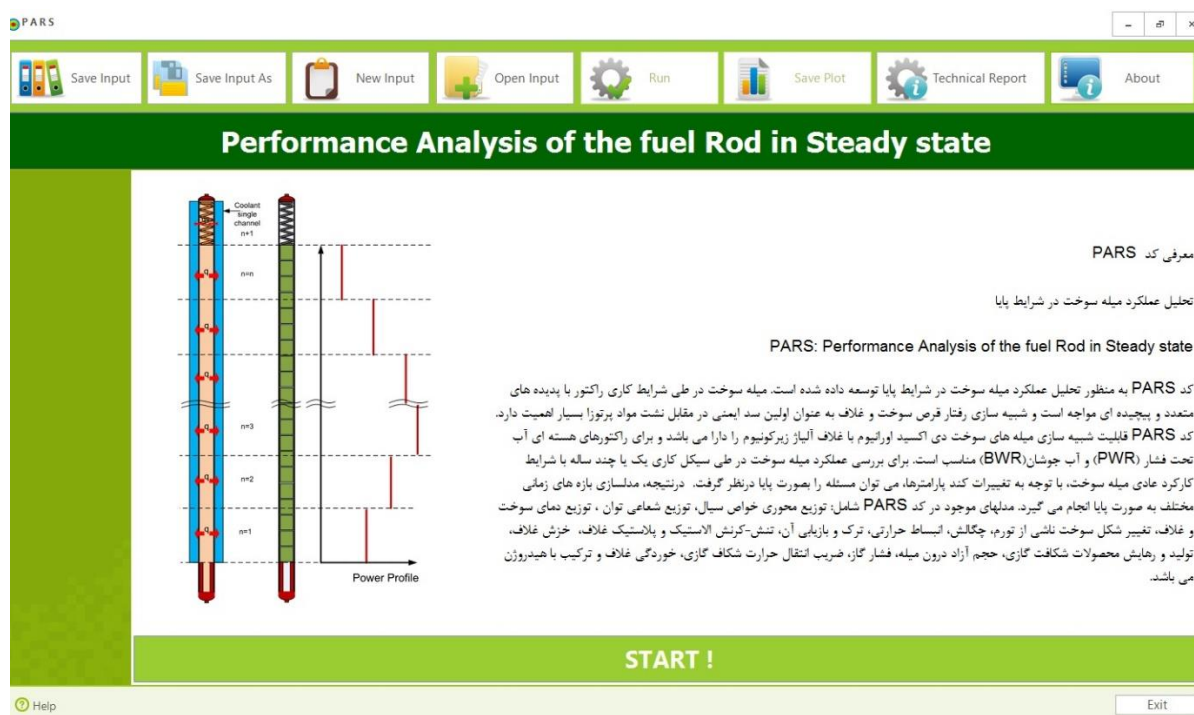 PARS
Save Input
Save Input As
New Input
Open Input
Run
Save Plot
Technical Report
About
Performance Analysis of the fuel Rod in Steady state
Coolant
single
channel
n+1
q
n=n
q
q
q
n=3
q
n=2
q
n=1
Power Profile
معرفی کد PARS
تحلیل عملکرد میله سوخت در شرایط پایا
PARS: Performance Analysis of the fuel Rod in Steady state
کد PARS به منظور تحلیل عملکرد میله سوخت در شرایط پایا توسعه داده شده است. میله سوخت در طی شرایط کاری راکتور با پدیده های
متعدد و پیچیده ای مواجه است و شبیه سازی رفتار قرص سوخت و غلاف به عنوان اولین سد ایمنی در مقابل نشت مواد پرتوزا بسیار اهمیت دارد.
کد PARS قابلیت شبیه سازی میله های سوخت دی اکسید اورانیوم با غلاف آلیاژ زیرکونیوم را دارا می باشد و برای راکتورهای هسته ای آب
تحت فشار (PWR) و آب جوشان(BWR) مناسب است. برای بررسی عملکرد میله سوخت در طی سیکل کاری یک یا چند ساله با شرایط
کارکرد عادی میله سوخت، با توجه به تغییرات کند پارامترها، می توان مسئله را بصورت پایا درنظر گرفت. درنتیجه، مدلسازی بازه های زمانی
مختلف به صورت پایا انجام می گیرد. مدلهای موجود در کد PARS شامل: توزیع محوری خواص سیال، توزیع شعاعی توان ، توزیع دمای سوخت
و غلاف، تغییر شکل سوخت ناشی از تورم، چگالش، انبساط حرارتی، ترک و بازیابی آن، تنش-کرنش الاستیک و پلاستیک غلاف، خزش غلاف،
تولید و رهایش محصولات شکافت گازی، حجم آزاد درون میله، فشار گاز، ضریب انتقال حرارت شکاف گازی، خوردگی غلاف و ترکیب با هیدروژن
می باشد.
START !
Help
Exit